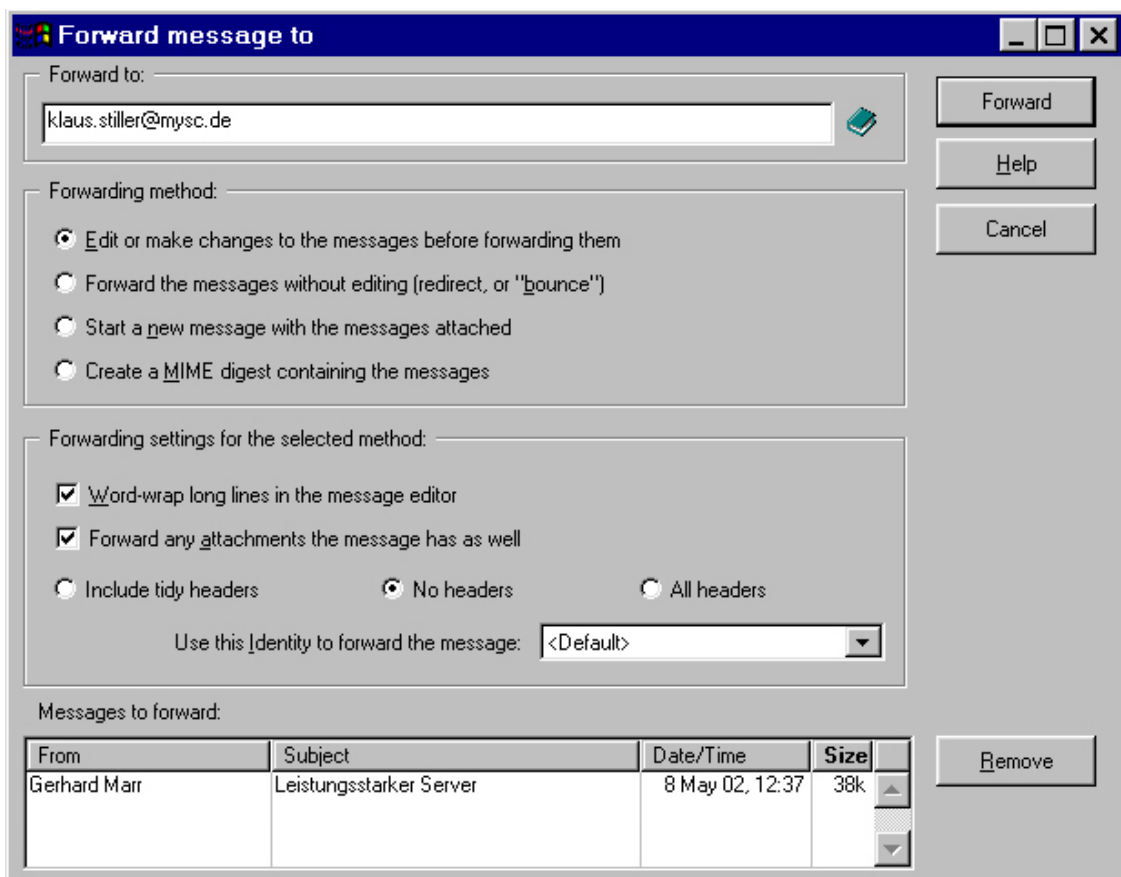 Forward message to
Forward to:
klaus.stiller@mysc.de
Forward
Help
Cancel
Forwarding method:
Edit or make changes to the messages before forwarding them
Forward the messages without editing (redirect, or "bounce")
Start a new message with the messages attached
Create a MIME digest containing the messages
Forwarding settings for the selected method:
Word-wrap long lines in the message editor
Forward any attachments the message has as well
Include tidy headers No headers All headers
Use this Identity to forward the message: <Default>
Messages to forward:
From Subject Date/Time Size
Gerhard Marr Leistungsstarker Server 8 May 02, 12:37 38k
Remove